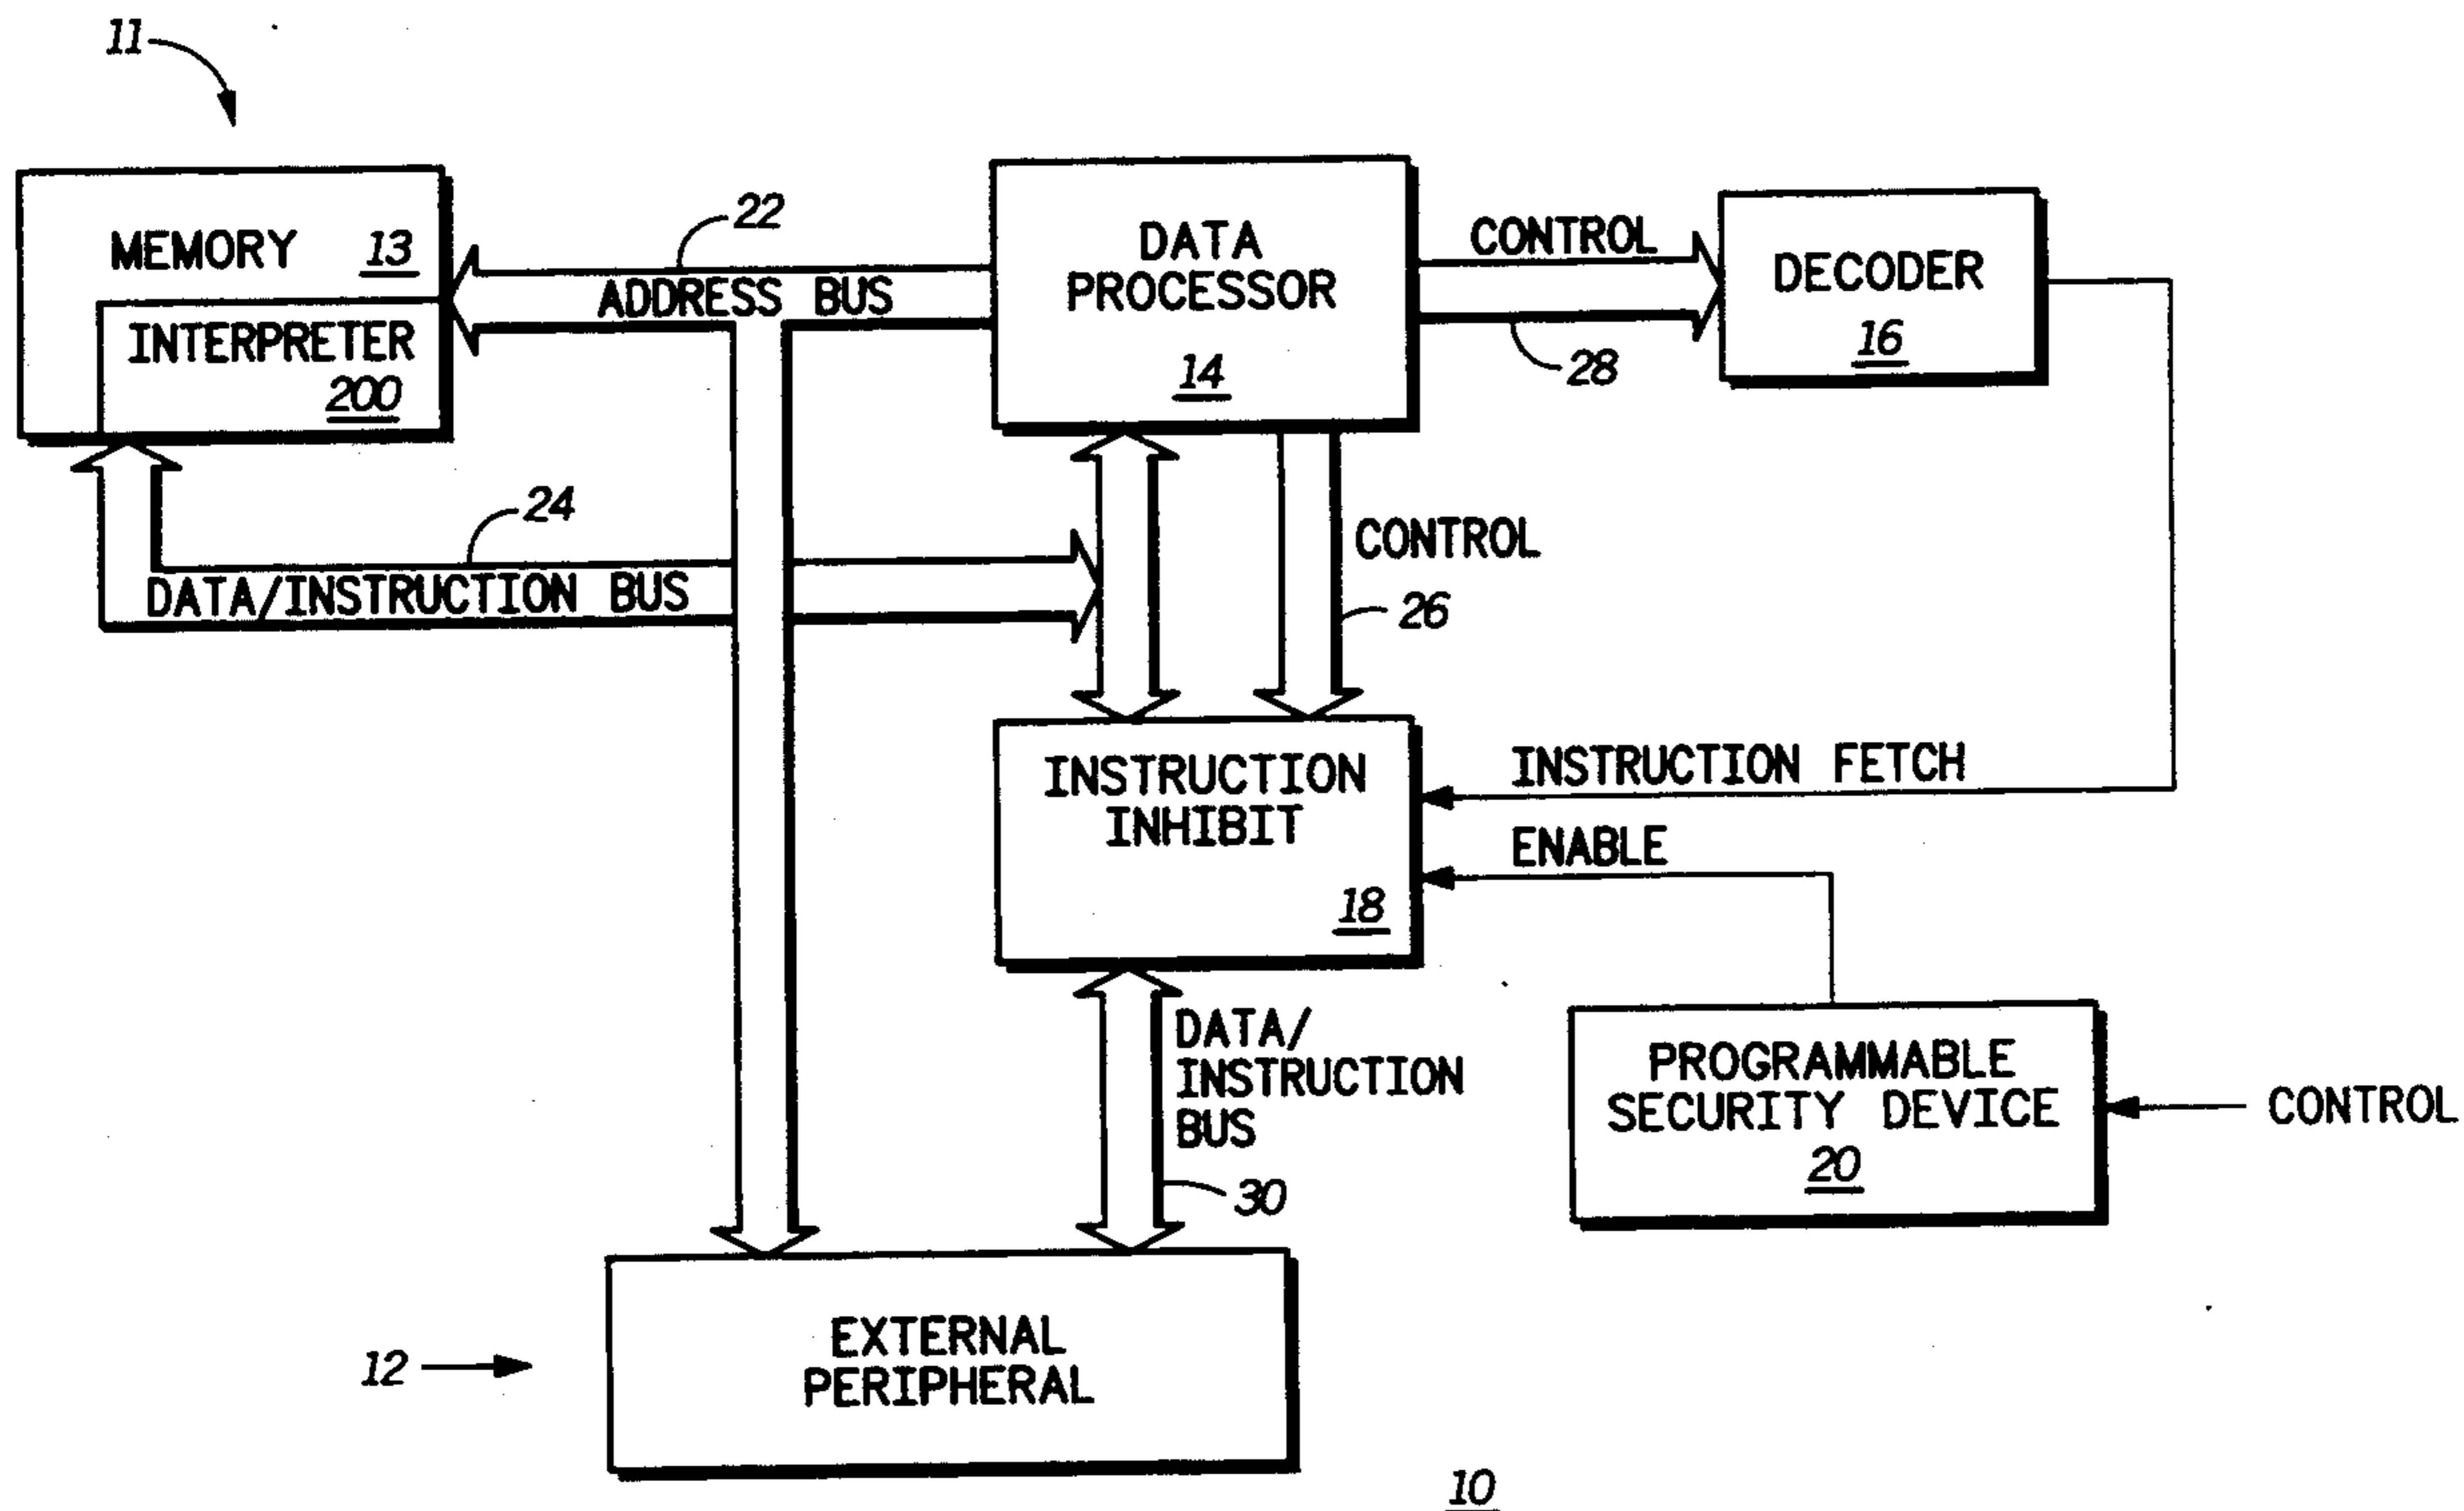 11
MEMORY 13
INTERPRETER
200
22
ADDRESS BUS
DATA
PROCESSOR
14
CONTROL
28
DECODER
16
24
DATA/INSTRUCTION BUS
CONTROL
26
INSTRUCTION
INHIBIT
18
INSTRUCTION FETCH
ENABLE
DATA/
INSTRUCTION
BUS
30
PROGRAMMABLE
SECURITY DEVICE
20
CONTROL
12
EXTERNAL
PERIPHERAL
10